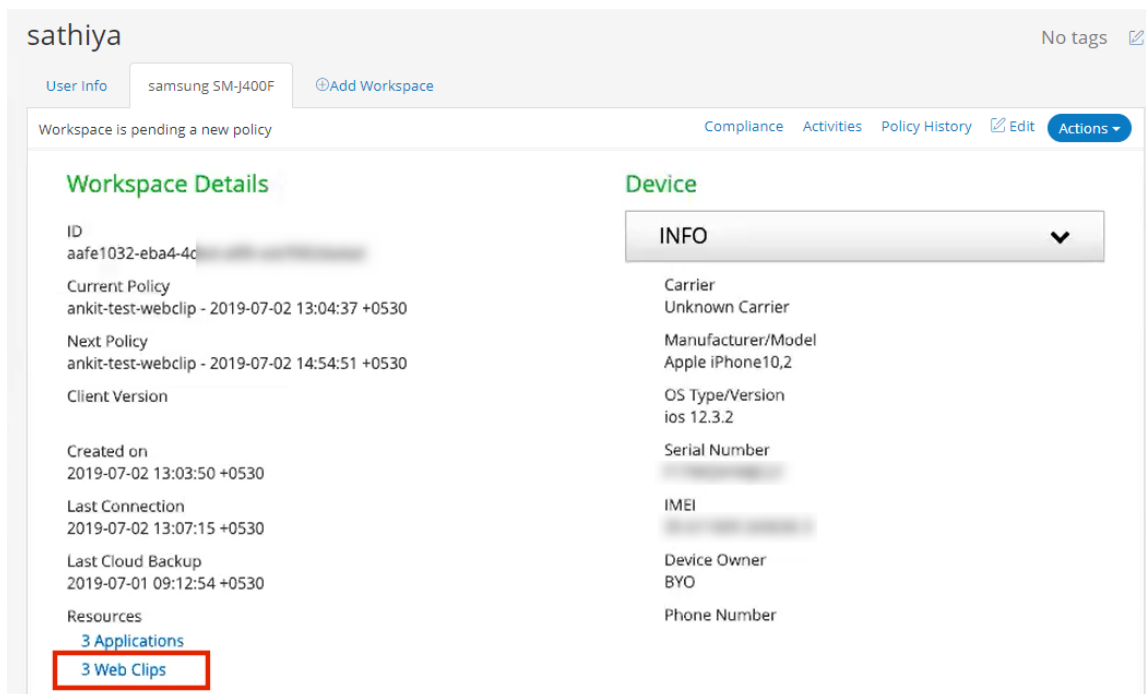 sathiya
No tags
User Info
samsung SM-J400F
Add Workspace
Workspace is pending a new policy
Compliance
Activities
Policy History
Edit
Actions
Workspace Details
ID
aafe1032-eba4-4c
Current Policy
ankit-test-webclip - 2019-07-02 13:04:37 +0530
Next Policy
ankit-test-webclip - 2019-07-02 14:54:51 +0530
Client Version
Created on
2019-07-02 13:03:50 +0530
Last Connection
2019-07-02 13:07:15 +0530
Last Cloud Backup
2019-07-01 09:12:54 +0530
Resources
3 Applications
3 Web Clips
Device
INFO
Carrier
Unknown Carrier
Manufacturer/Model
Apple iPhone10,2
OS Type/Version
ios 12.3.2
Serial Number
IMEI
Device Owner
BYO
Phone Number